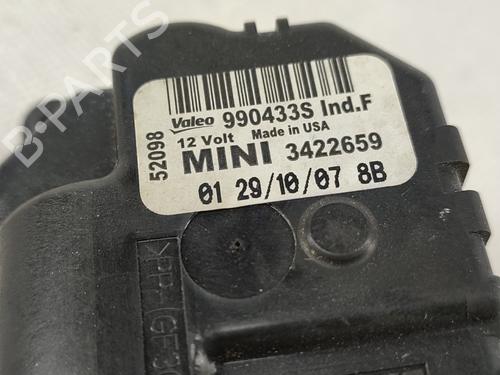 B-PARTS
Valeo 990433S Ind.F
12 Volt Made in USA
MINI 3422659
01 29/10/07 8B
52098